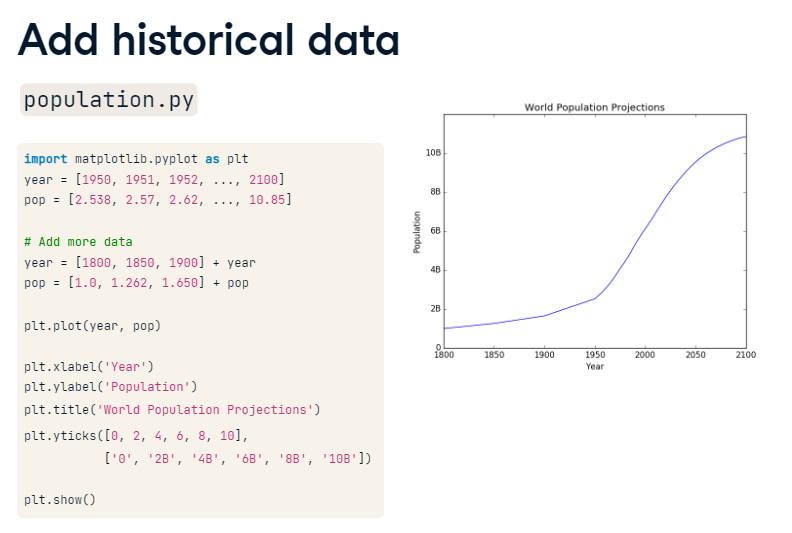 Add historical data
population.py
import matplotlib.pyplot as plt
year = [1950, 1951, 1952, ..., 2100]
pop = [2.538, 2.57, 2.62, ..., 10.85]
# Add more data
year = [1800, 1850, 1900] + year
pop = [1.0, 1.262, 1.650] + pop
plt.plot(year, pop)
plt.xlabel('Year')
plt.ylabel('Population')
plt.title('World Population Projections')
plt.yticks([0, 2, 4, 6, 8, 10],
['0', '2B', '4B', '6B', '8B', '10B'])
plt.show()
World Population Projections
Population
10B
8B
6B
4B
2B
0
1800 1850 1900 1950 2000 2050 2100
Year